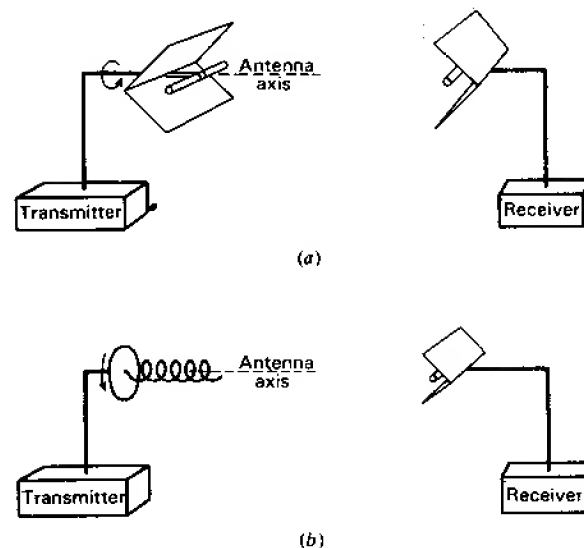 Antenna
axis
Transmitter
Receiver
(a)
Antenna
axis
Transmitter
Receiver
(b)